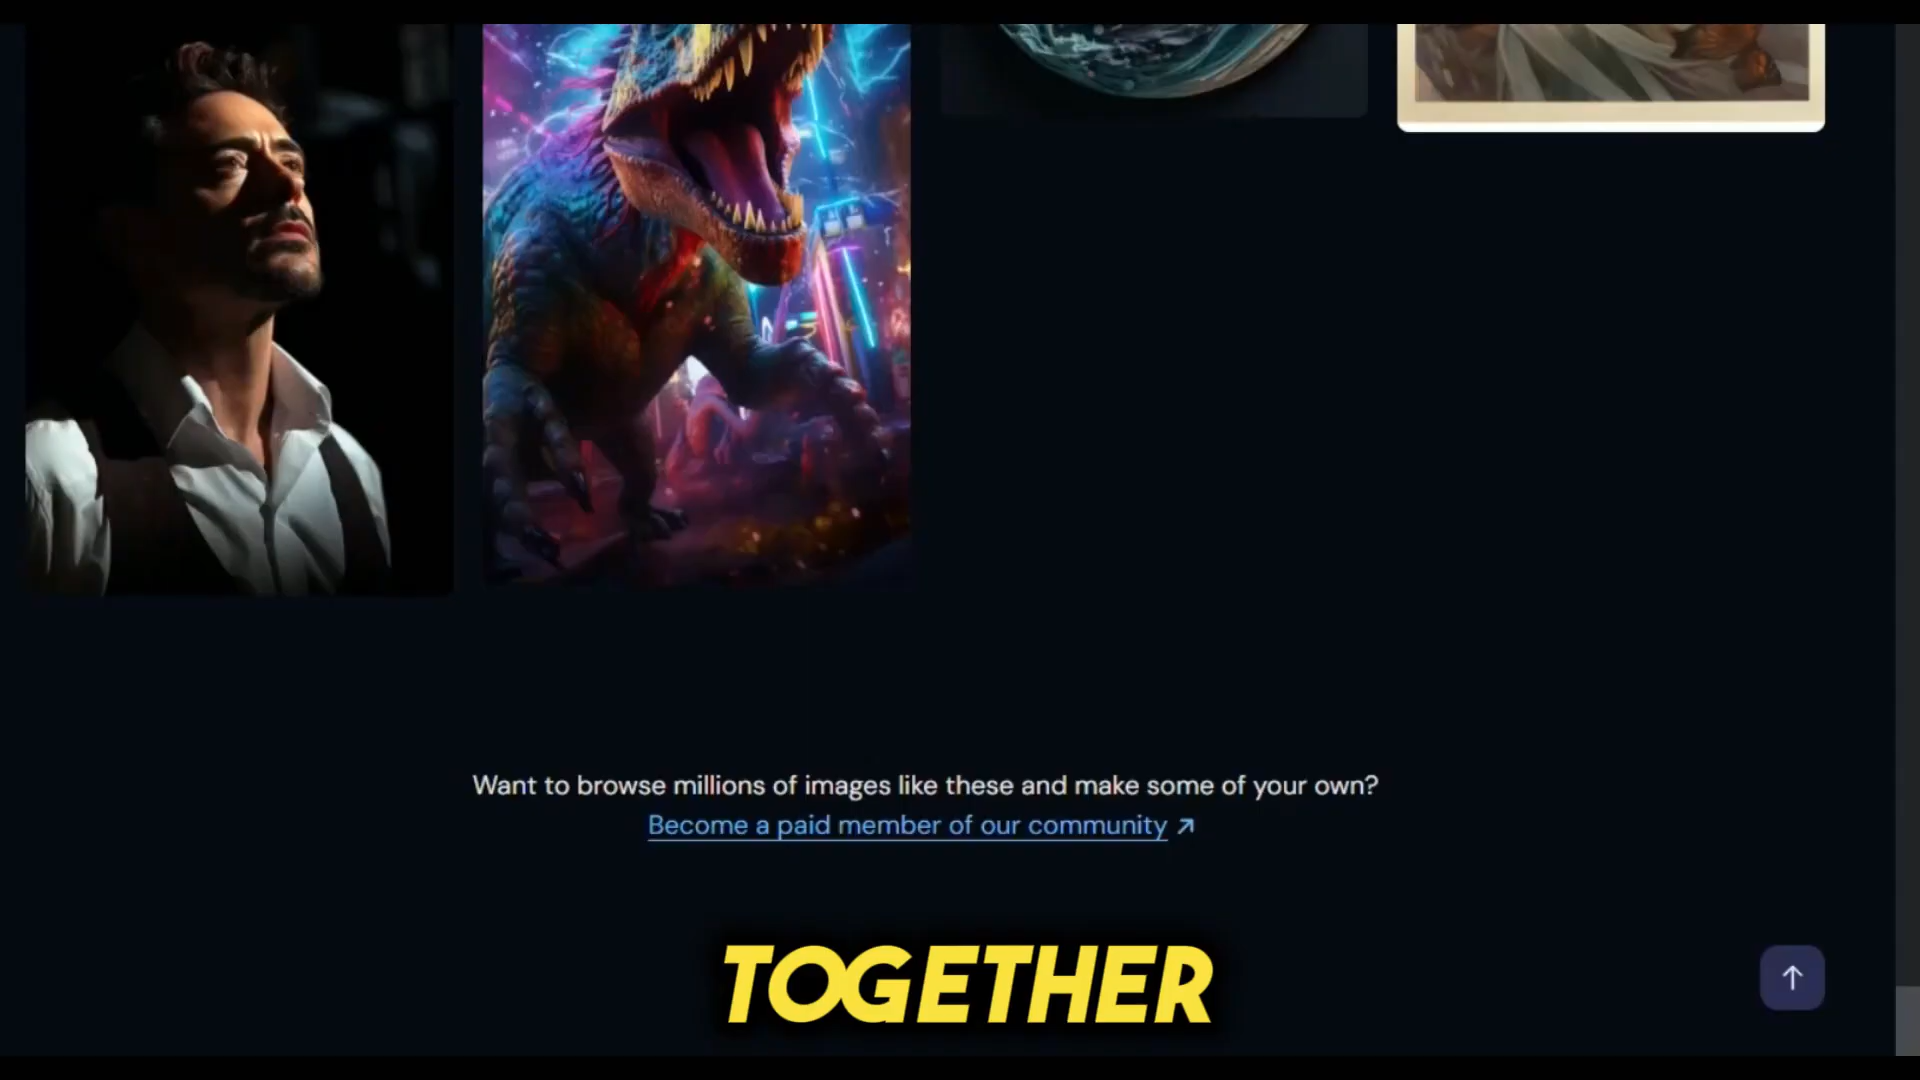 Want to browse millions of images like these and make some of your own?
Become a paid member of our community ↗
TOGETHER